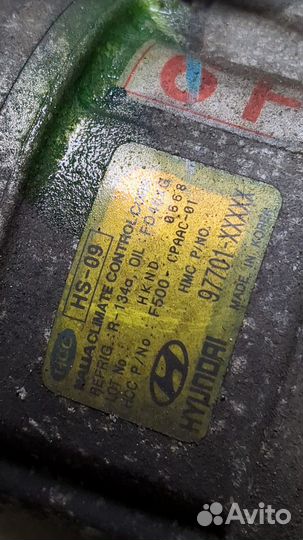 HCC HS-09
HALLA CLIMATE CONTROL CORP.
REFRIG.: R-134a OIL: FD46XG
LOT No.: HKND 0668
HCC P/No.: F500-CPAAC-01
HMC P/NO.:
HYUNDAI 97701-XXXXX
MADE IN KOREA
Avito